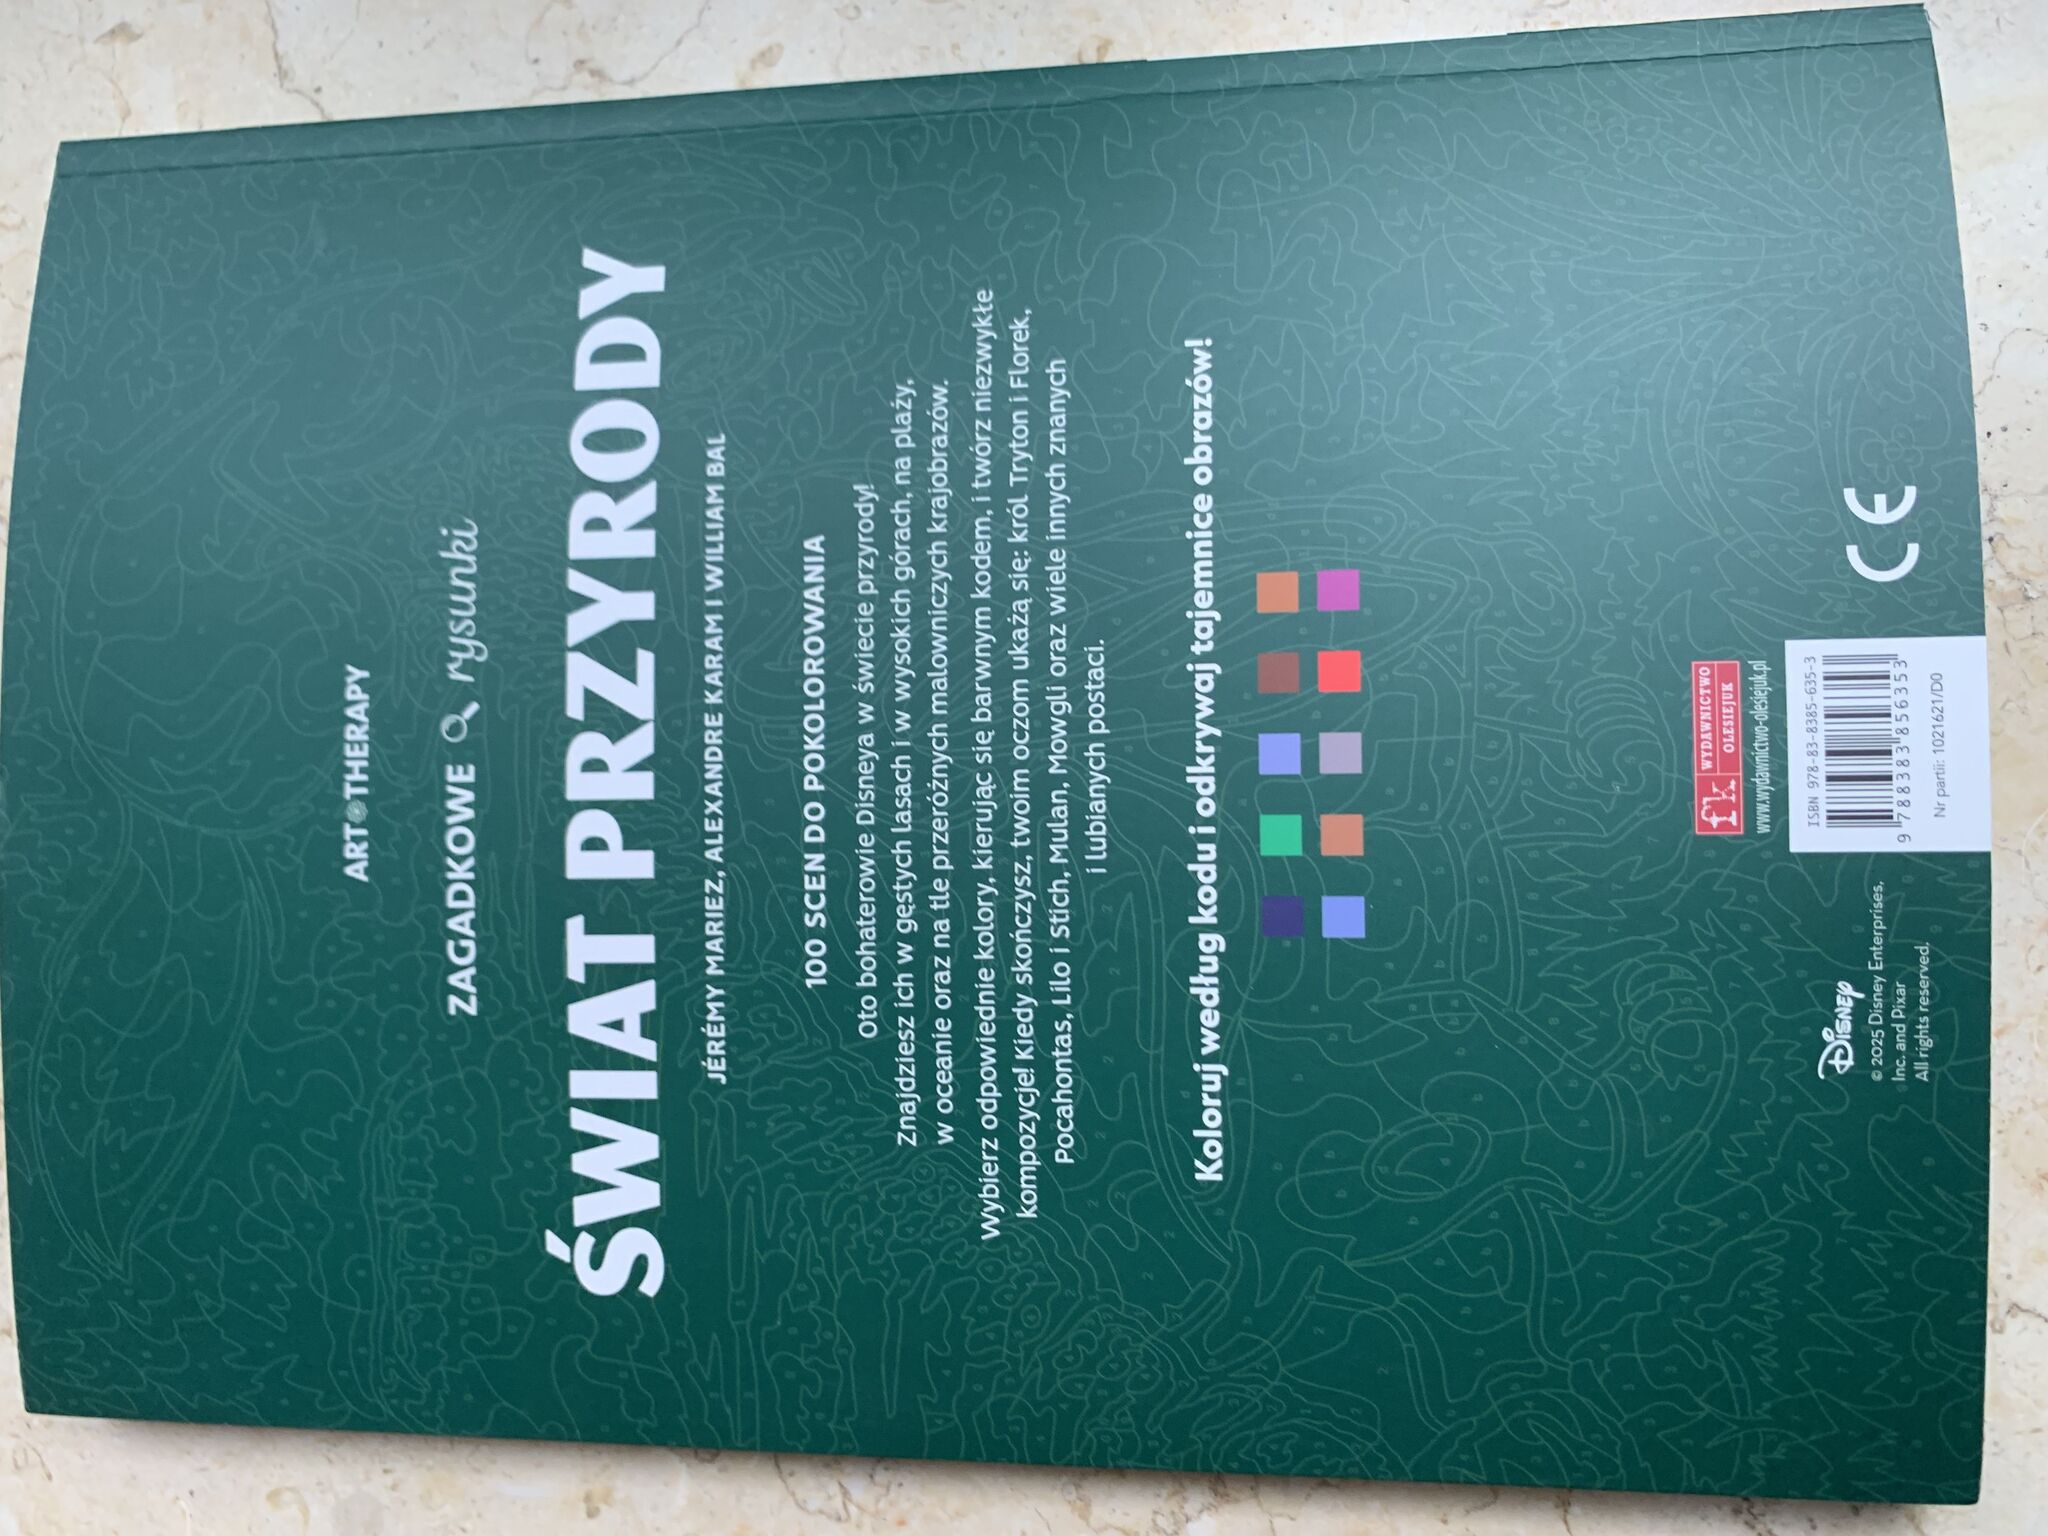 ART THERAPY
ZAGADKOWE rysunki
ŚWIAT PRZYRODY
JÉRÉMY MARIEZ, ALEXANDRE KARAM I WILLIAM BAL
100 SCEN DO POKOLOROWANIA
Oto bohaterowie Disneya w świecie przyrody!
Znajdziesz ich w gęstych lasach i w wysokich górach, na plaży,
w oceanie oraz na tle przeróżnych malowniczych krajobrazów.
Wybierz odpowiednie kolory, kierując się barwnym kodem, i twórz niezwykłe
kompozycje! Kiedy skończysz, twoim oczom ukażą się: król Tryton i Florek,
Pocahontas, Lilo i Stich, Mulan, Mowgli oraz wiele innych znanych
i lubianych postaci.
Koloruj według kodu i odkrywaj tajemnice obrazów!
fk WYDAWNICTWO
OLESIEJUK
www.wydawnictwo-olesiejuk.pl
Disney
© 2025 Disney Enterprises,
Inc. and Pixar
All rights reserved.
ISBN 978-83-8385-635-3
9 788383 856353
Nr partii: 1021621/D0
CE